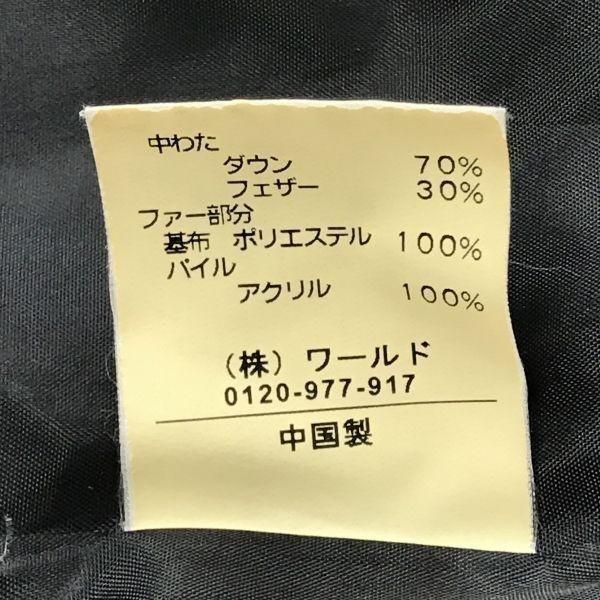 中わた
ダウン 70%
フェザー 30%
ファー部分
基布 ポリエステル 100%
パイル
アクリル 100%
(株) ワールド
0120-977-917
中国製